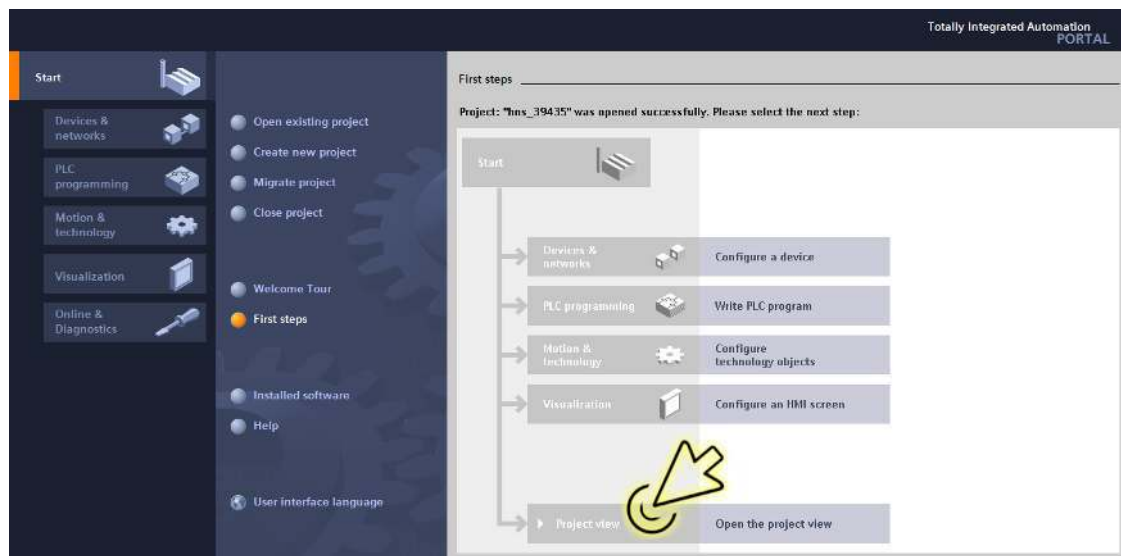 Totally Integrated Automation
PORTAL
Start
Devices &
networks
PLC
programming
Motion &
technology
Visualization
Online &
Diagnostics
Open existing project
Create new project
Migrate project
Close project
Welcome Tour
First steps
Installed software
Help
User interface language
First steps
Project: "hns_39435" was opened successfully. Please select the next step:
Start
Devices &
networks
Configure a device
PLC programming
Write PLC program
Motion &
technology
Configure
technology objects
Visualization
Configure an HMI screen
Project view
Open the project view